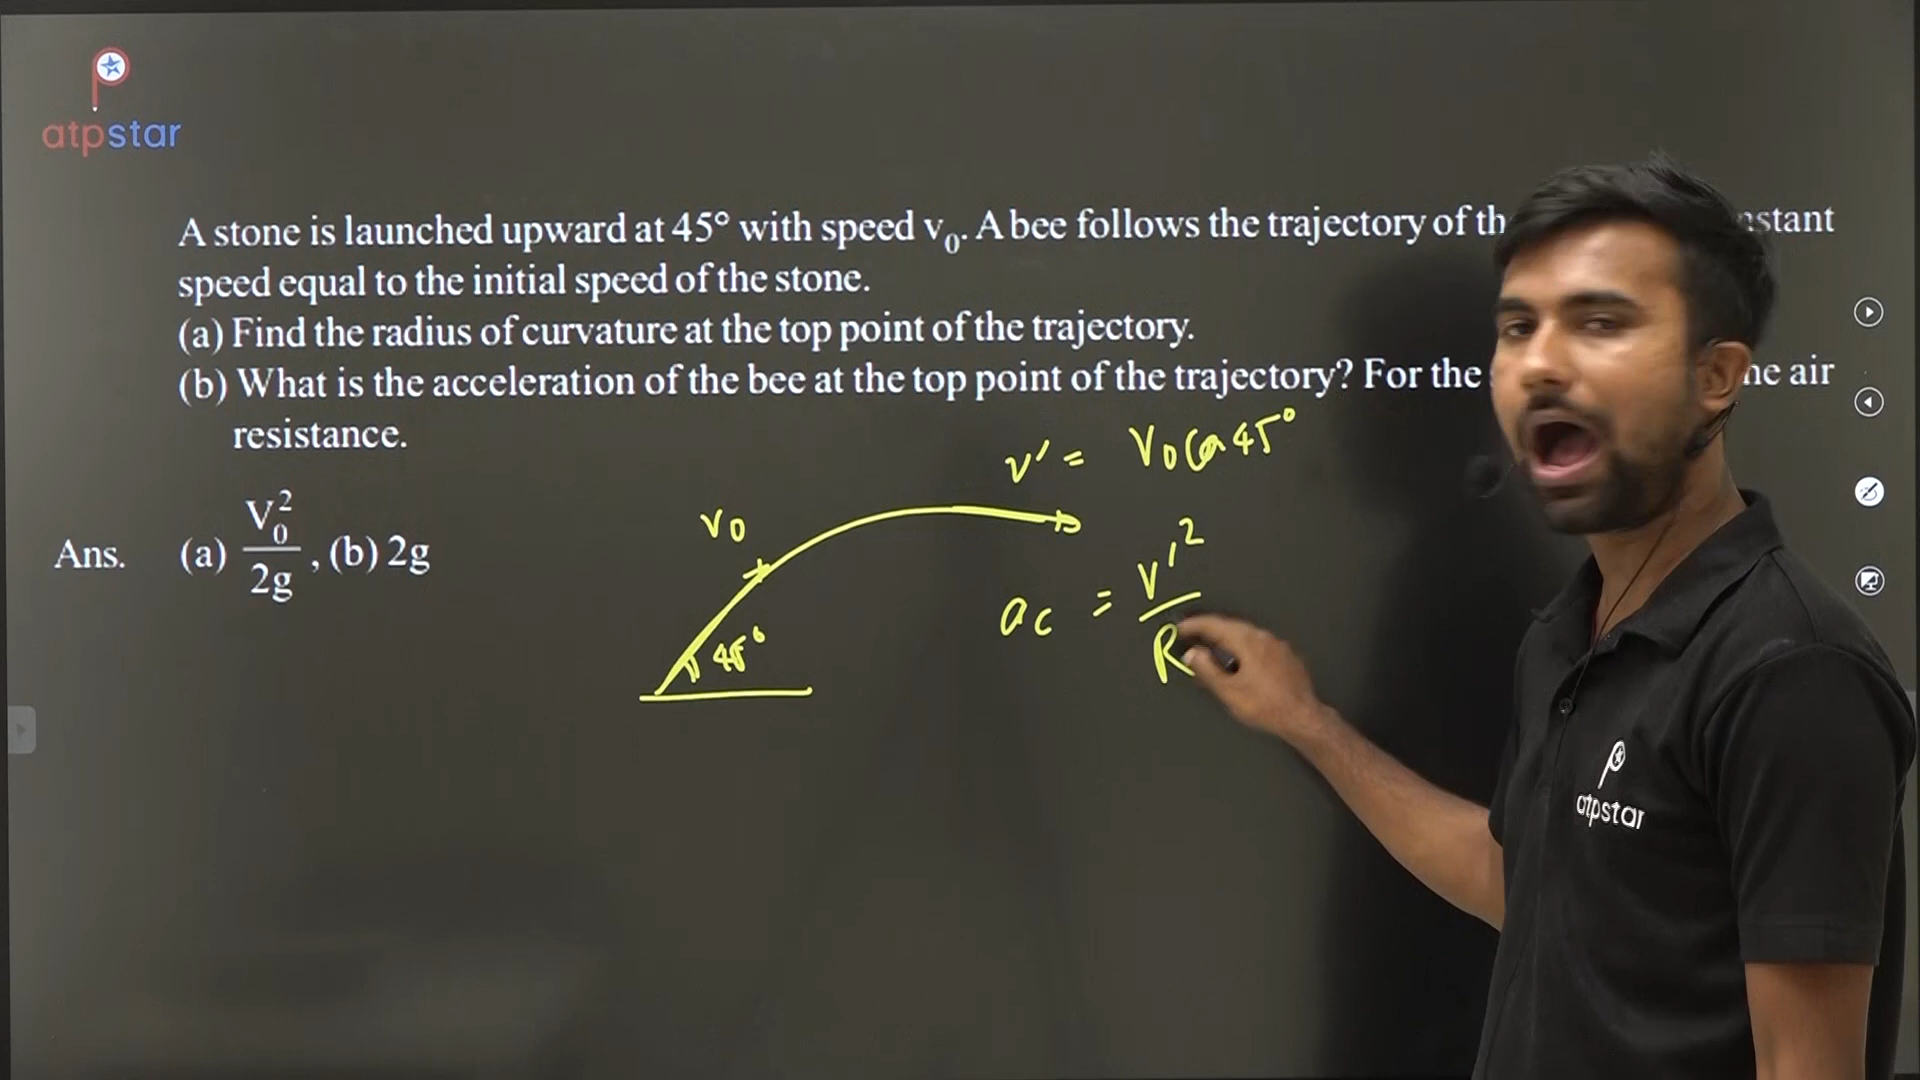 atpstar
A stone is launched upward at 45° with speed v₀. A bee follows the trajectory of th nstant
speed equal to the initial speed of the stone.
(a) Find the radius of curvature at the top point of the trajectory.
(b) What is the acceleration of the bee at the top point of the trajectory? For the he air
resistance.
v' = V₀ Cos 45°
V₀
Ans. (a) V₀²/2g , (b) 2g
45°
a_c = v'²/R
atpstar